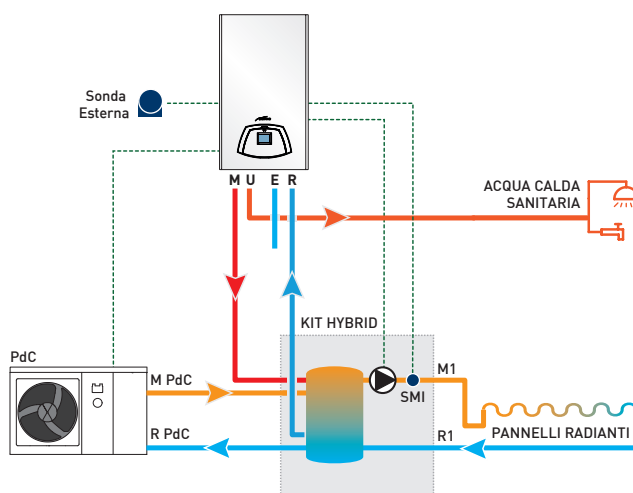 Sonda
Esterna
M U E R
ACQUA CALDA
SANITARIA
KIT HYBRID
PdC
M PdC
M1
SMI
R PdC
R1
PANNELLI RADIANTI